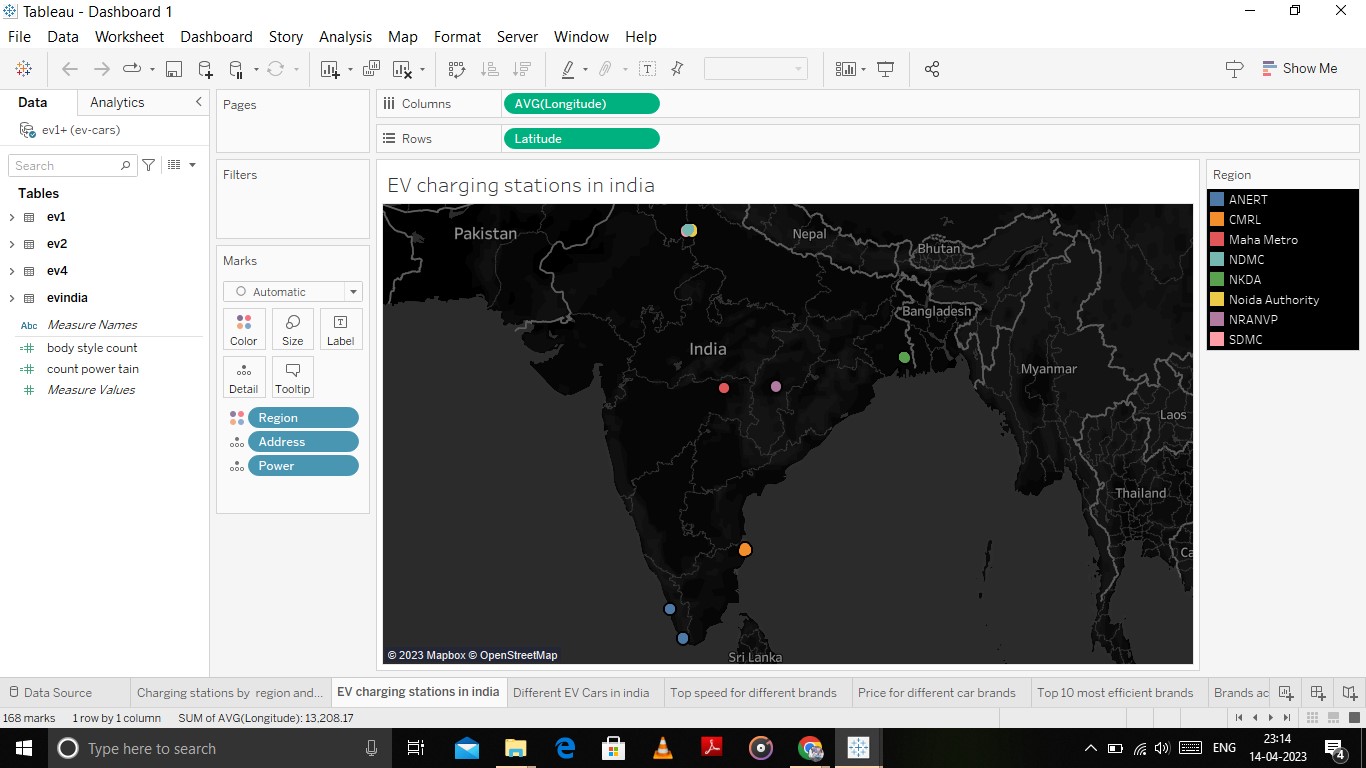 Tableau - Dashboard 1
File Data Worksheet Dashboard Story Analysis Map Format Server Window Help
Show Me
Data Analytics
ev1+ (ev-cars)
Search
Tables
ev1
ev2
ev4
evindia
Abc Measure Names
body style count
count power tain
Measure Values
Pages
Filters
Marks
Automatic
Color Size Label
Detail Tooltip
Region
Address
Power
Columns AVG(Longitude)
Rows Latitude
EV charging stations in india
Pakistan
Nepal
Bhutan
Bangladesh
India
Myanmar
Laos
Thailand
Ca
Sri Lanka
© 2023 Mapbox © OpenStreetMap
Region
ANERT
CMRL
Maha Metro
NDMC
NKDA
Noida Authority
NRANVP
SDMC
Data Source Charging stations by region and... EV charging stations in india Different EV Cars in india Top speed for different brands Price for different car brands Top 10 most efficient brands Brands ac
168 marks 1 row by 1 column SUM of AVG(Longitude): 13,208.17
Type here to search
ENG
23:14
14-04-2023
4